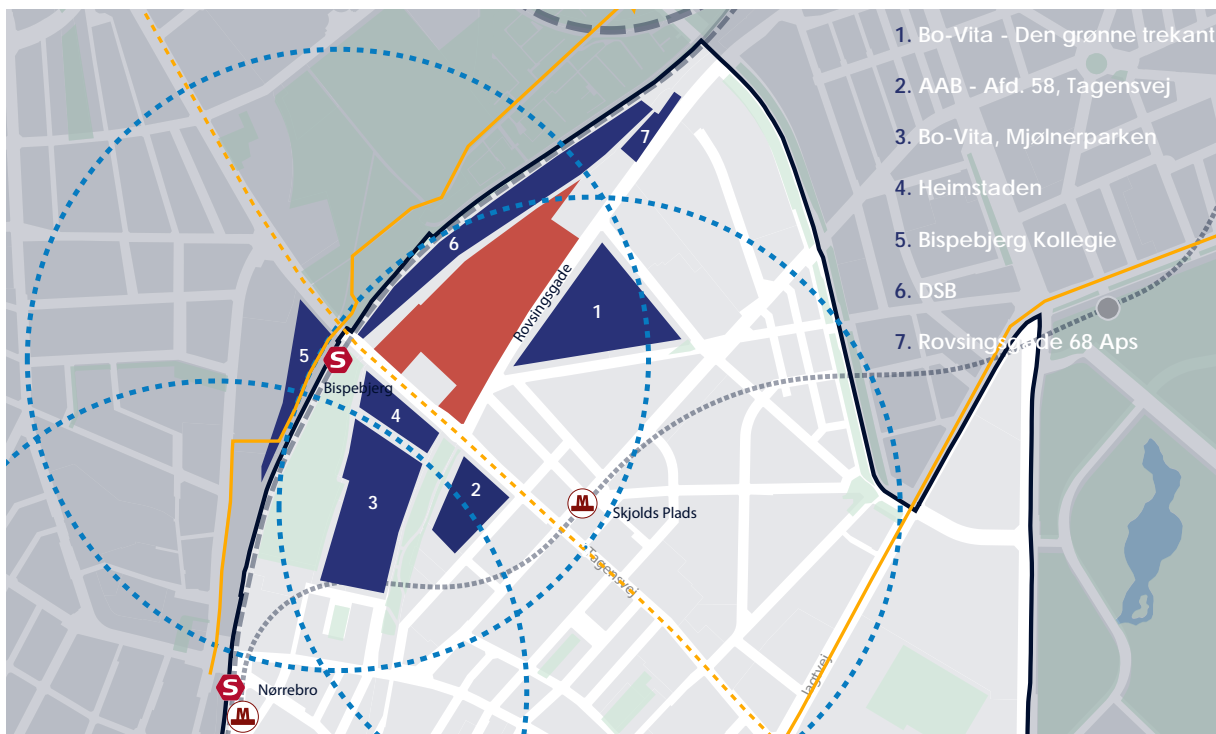 1. Bo-Vita - Den grønne trekant
2. AAB - Afd. 58, Tagensvej
3. Bo-Vita, Mjølnerparken
4. Heimstaden
5. Bispebjerg Kollegie
6. DSB
7. Rovsingsgade 68 Aps
7
6
Rovsingsgade
1
5
S
Bispebjerg
4
2
3
M
Skjolds Plads
Tagensvej
Jagtvej
S
Nørrebro
M